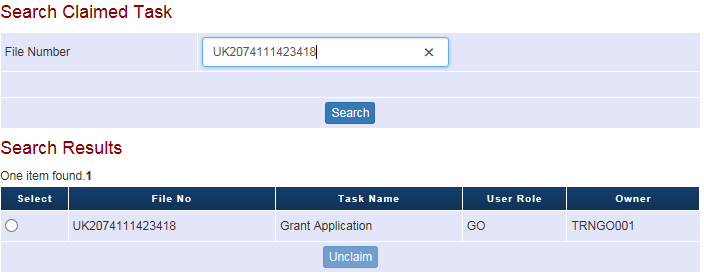 Search Claimed Task
File Number UK2074111423418 ✕
Search
Search Results
One item found.1
Select File No Task Name User Role Owner
UK2074111423418 Grant Application GO TRNGO001
Unclaim